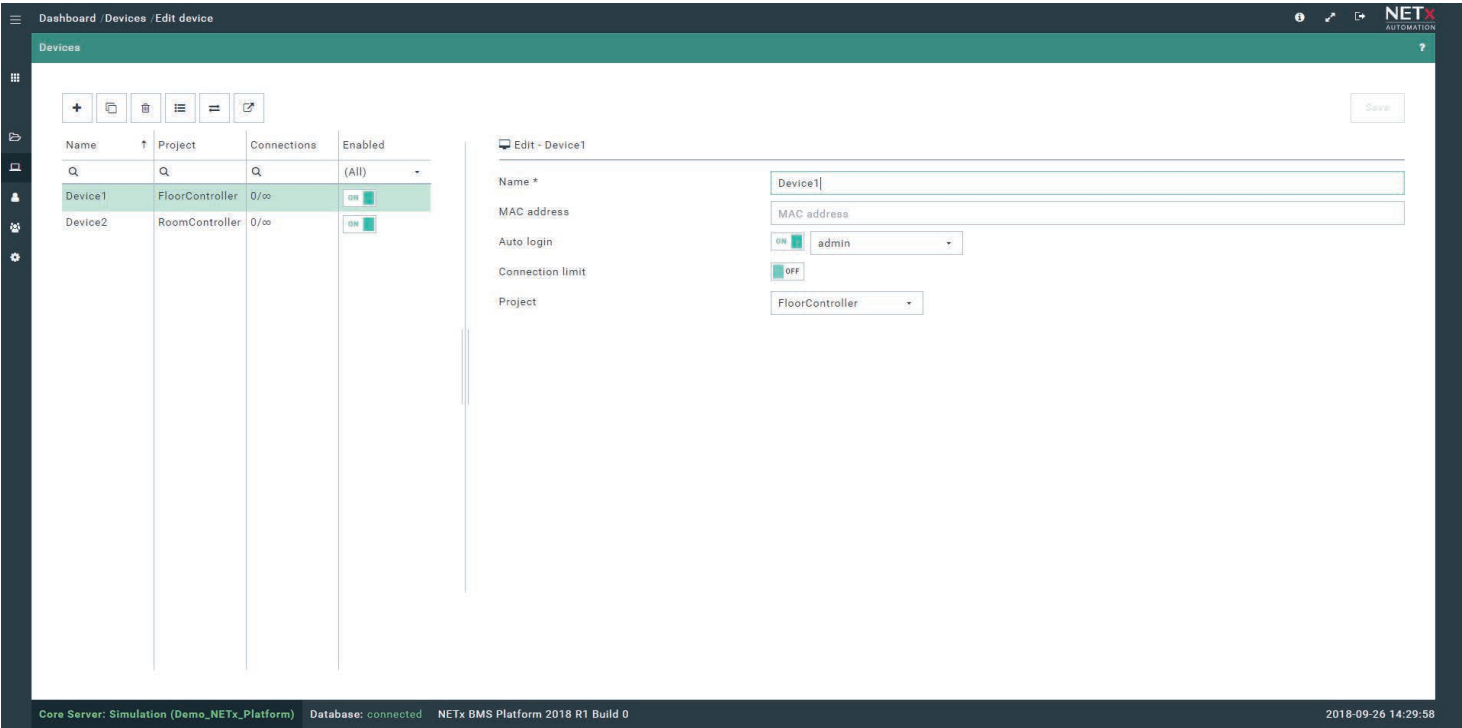 Dashboard / Devices / Edit device
NETX
AUTOMATION
Devices
?
Save
Name Project Connections Enabled
(All)
Device1 FloorController 0/∞ ON
Device2 RoomController 0/∞ ON
Edit - Device1
Name * Device1
MAC address MAC address
Auto login ON admin
Connection limit OFF
Project FloorController
Core Server: Simulation (Demo_NETx_Platform) Database: connected NETx BMS Platform 2018 R1 Build 0 2018-09-26 14:29:58